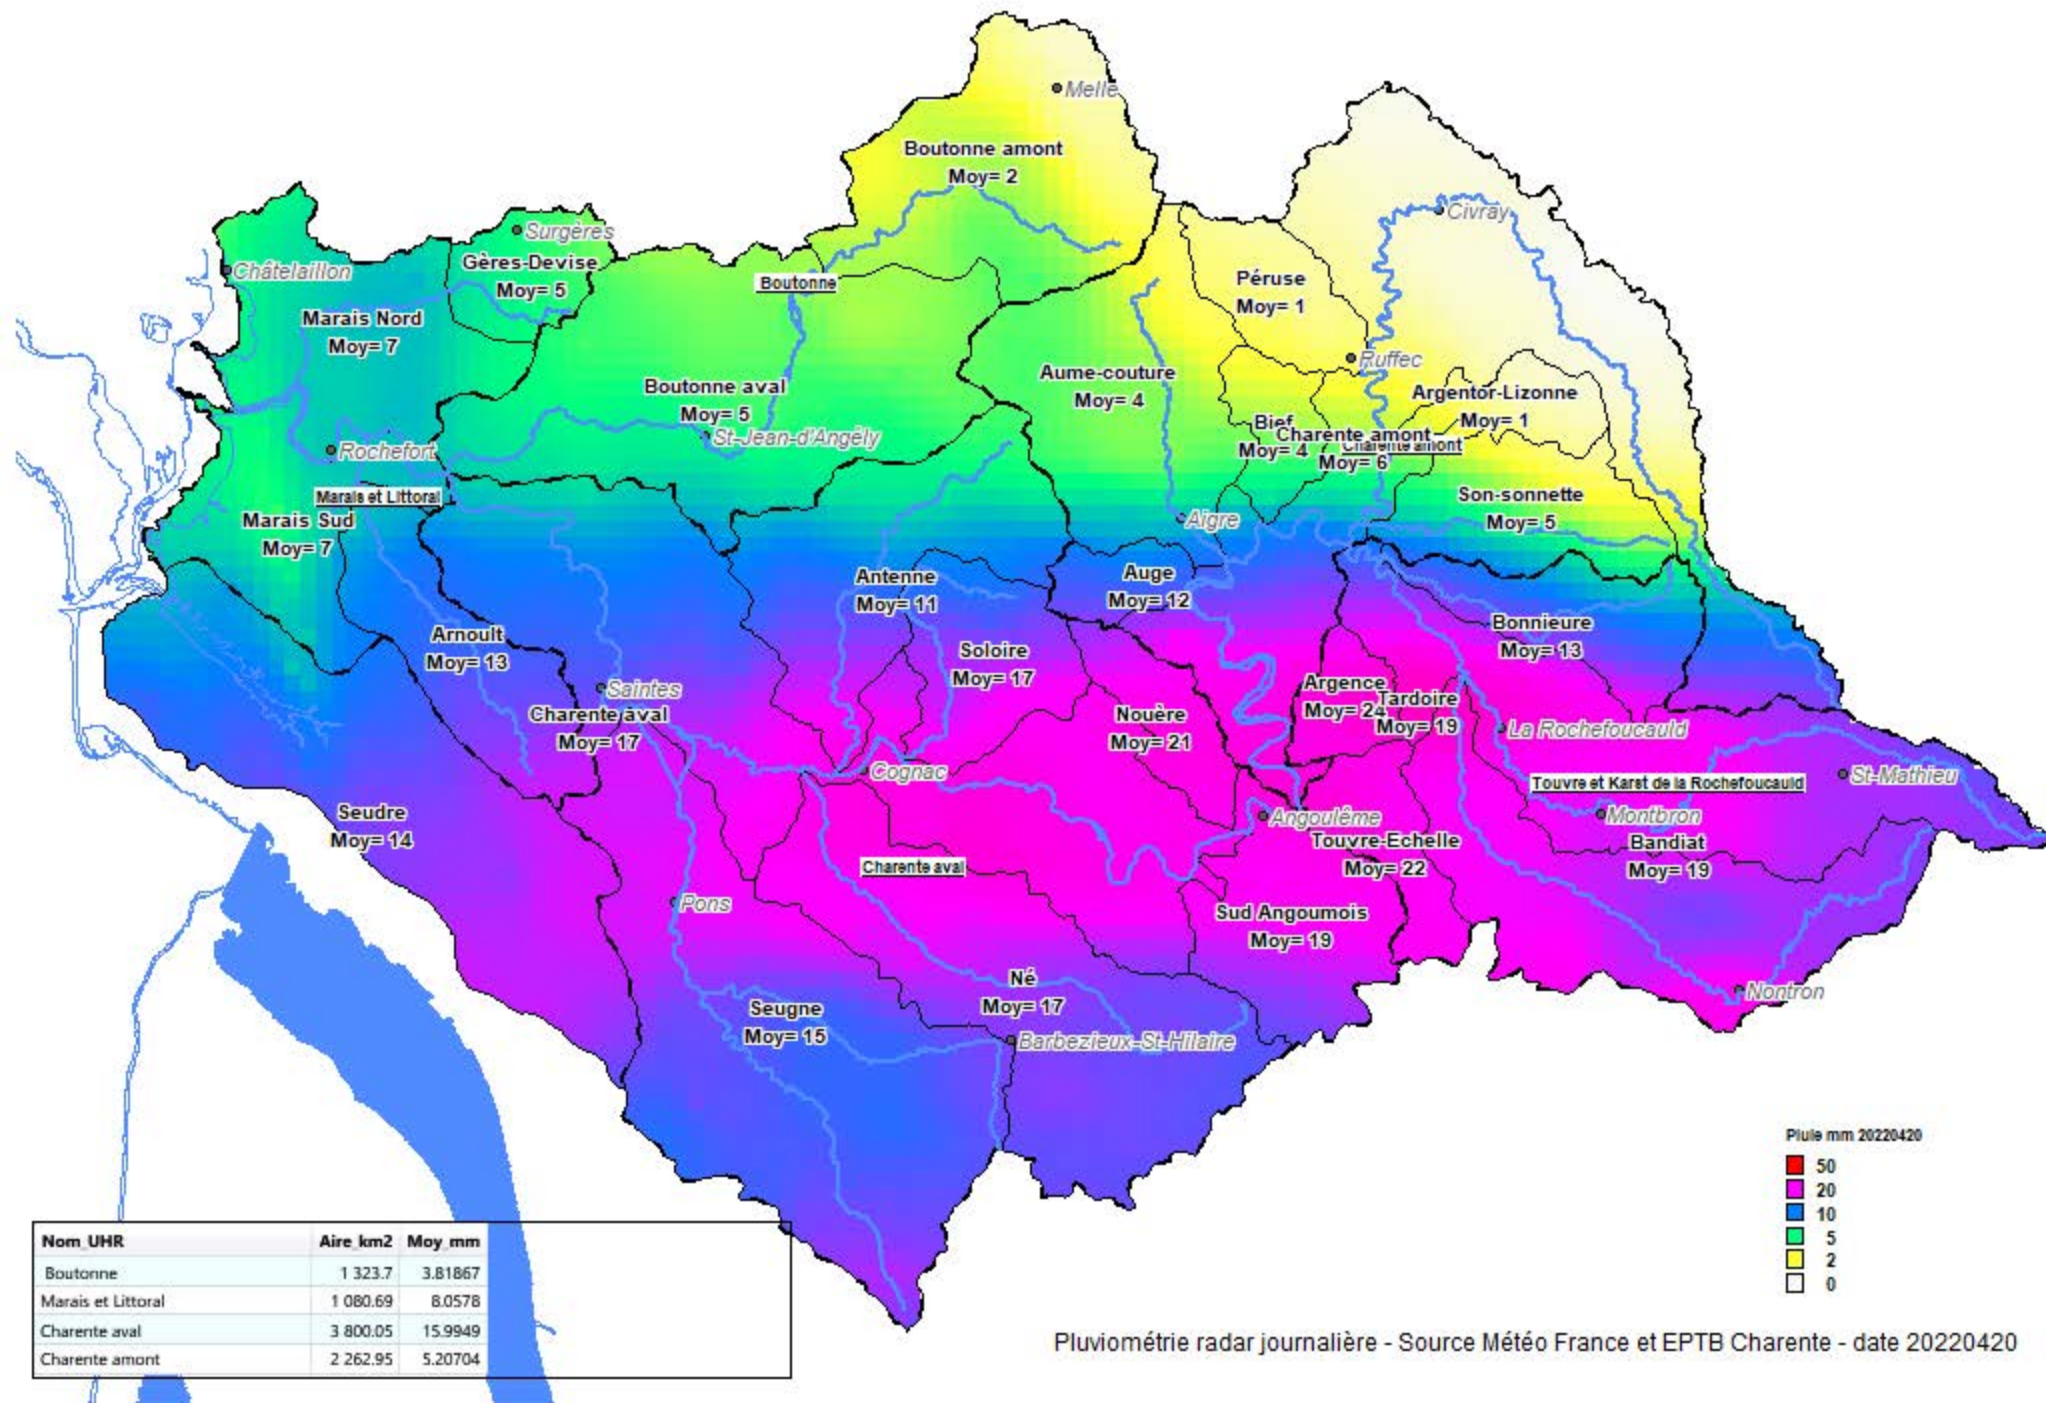 Melle
Boutonne amont
Moy= 2
Civray
Surgères
Châtelaillon
Gères-Devise
Moy= 5
Boutonne
Péruse
Moy= 1
Marais Nord
Moy= 7
Ruffec
Aume-couture
Moy= 4
Boutonne aval
Moy= 5
Argentor-Lizonne
Moy= 1
St-Jean-d'Angély
Bief
Moy= 4
Charente amont
Moy= 6
Charente amont
Rochefort
Marais et Littoral
Son-sonnette
Moy= 5
Marais Sud
Moy= 7
Aigre
Antenne
Moy= 11
Auge
Moy= 12
Arnoult
Moy= 13
Bonnieure
Moy= 13
Soloire
Moy= 17
Saintes
Argence
Moy= 24
Tardoire
Moy= 19
Charente aval
Moy= 17
Nouère
Moy= 21
La Rochefoucauld
Cognac
St-Mathieu
Touvre et Karst de la Rochefoucauld
Seudre
Moy= 14
Angoulême
Montbron
Touvre-Echelle
Moy= 22
Bandiat
Moy= 19
Charente aval
Pons
Sud Angoumois
Moy= 19
Né
Moy= 17
Nontron
Seugne
Moy= 15
Barbezieux-St-Hilaire
Pluie mm 20220420
50
20
10
5
2
0
Nom_UHR Aire_km2 Moy_mm
Boutonne 1 323.7 3.81867
Marais et Littoral 1 080.69 8.0578
Charente aval 3 800.05 15.9949
Charente amont 2 262.95 5.20704
Pluviométrie radar journalière - Source Météo France et EPTB Charente - date 20220420